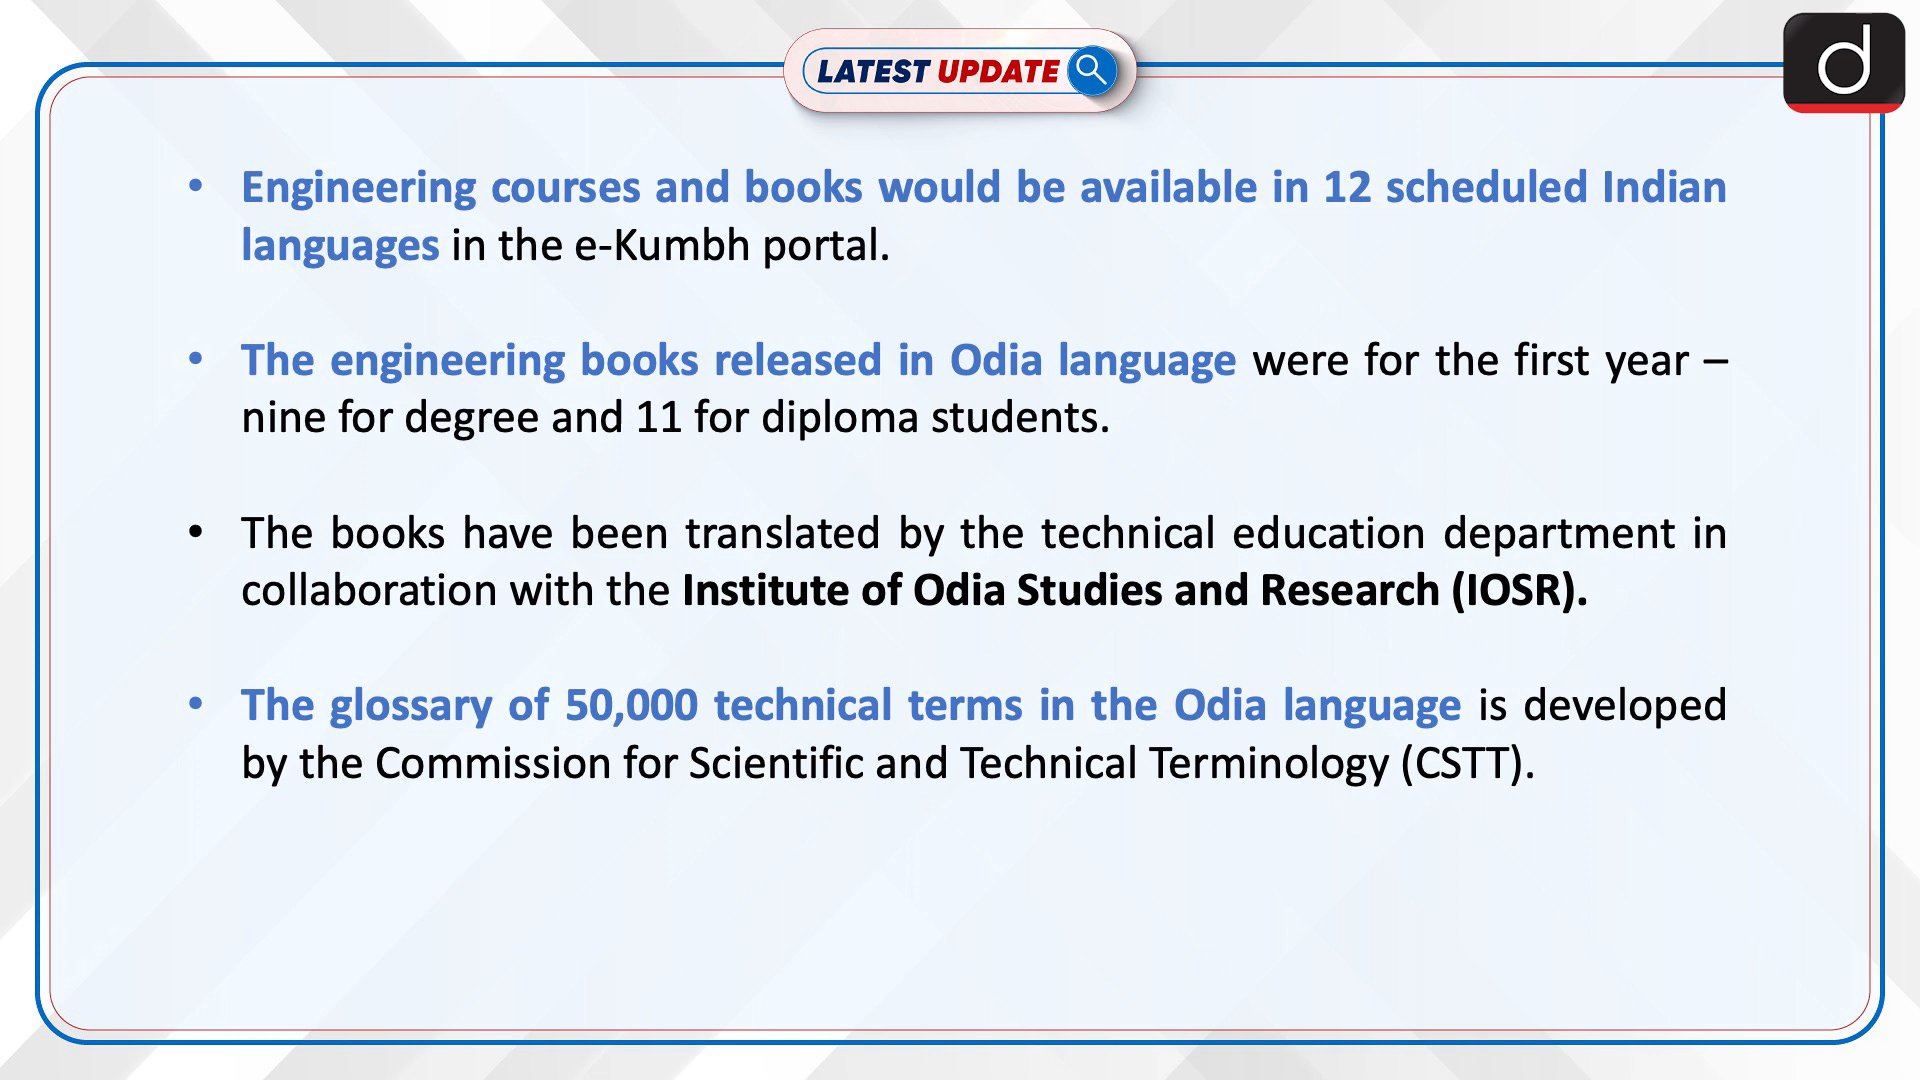 LATEST UPDATE
d
• Engineering courses and books would be available in 12 scheduled Indian
languages in the e-Kumbh portal.
• The engineering books released in Odia language were for the first year –
nine for degree and 11 for diploma students.
• The books have been translated by the technical education department in
collaboration with the Institute of Odia Studies and Research (IOSR).
• The glossary of 50,000 technical terms in the Odia language is developed
by the Commission for Scientific and Technical Terminology (CSTT).